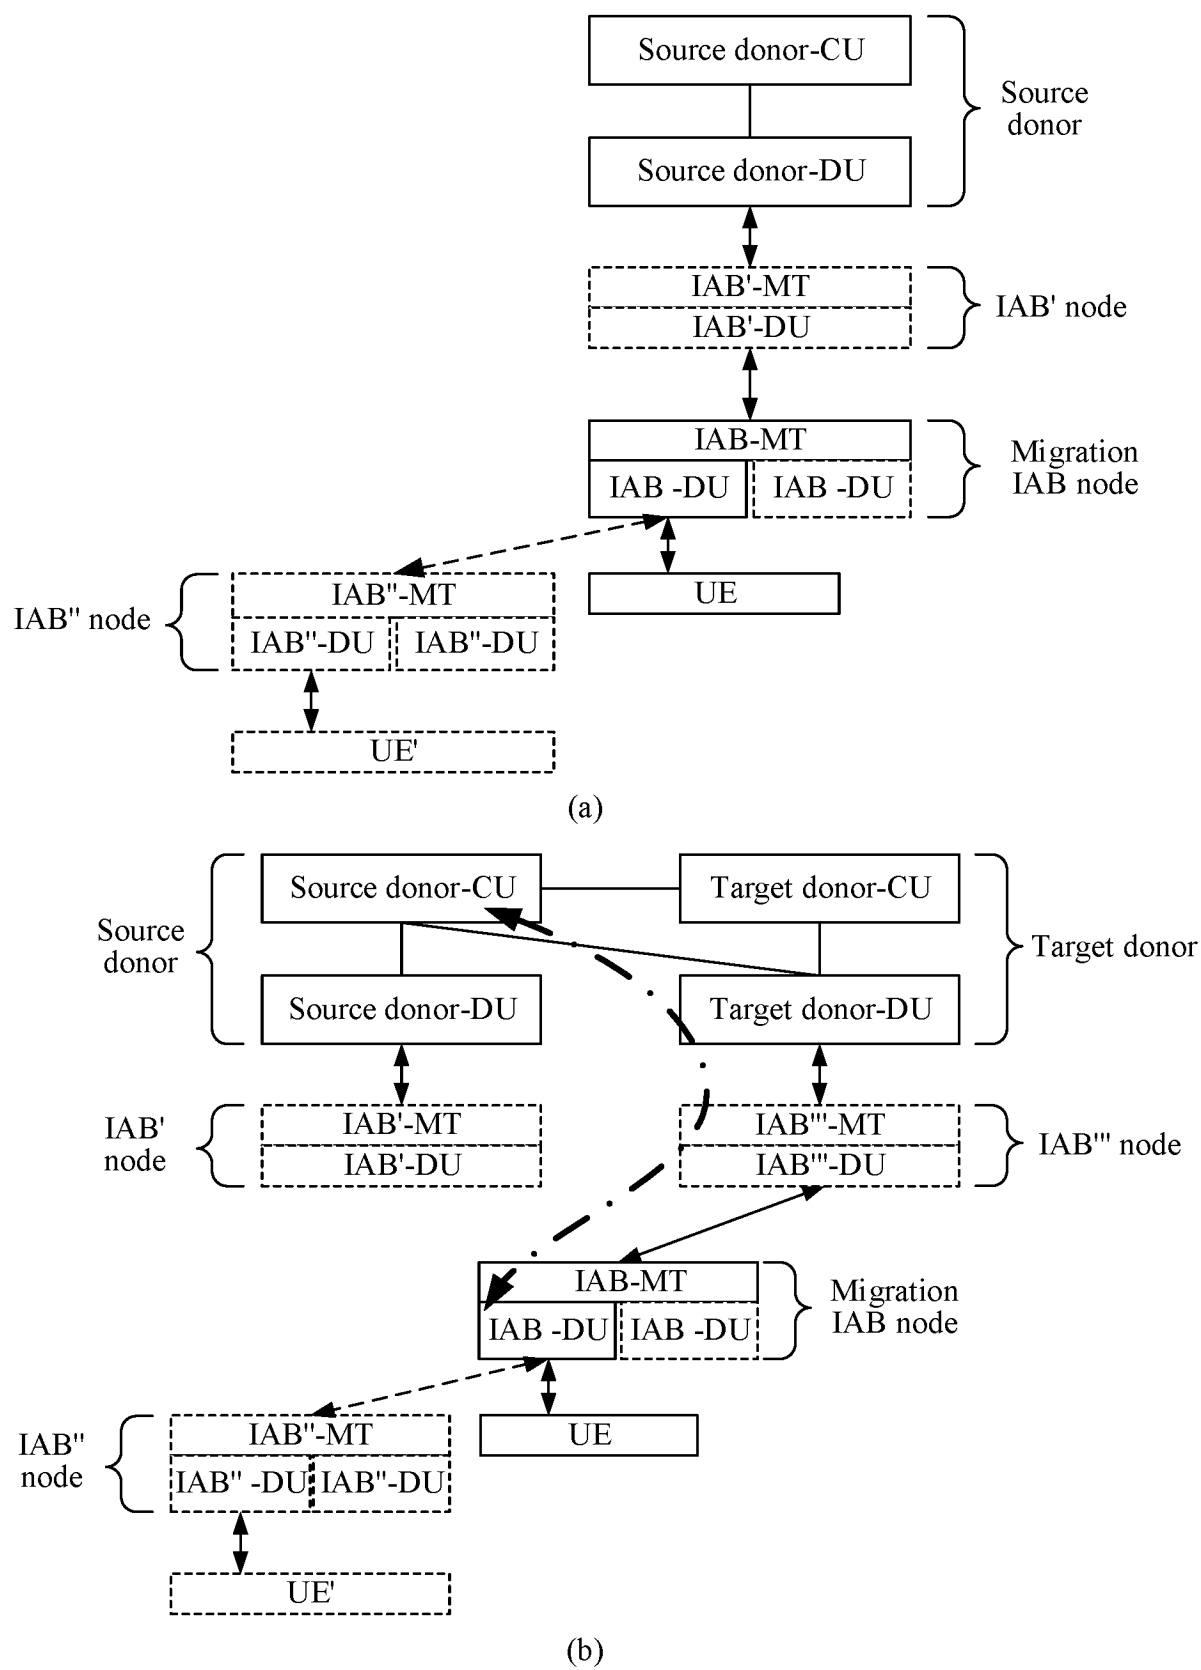 Source donor-CU
Source
donor
Source donor-DU
IAB'-MT
IAB'-DU
IAB' node
IAB-MT
IAB -DU
IAB -DU
Migration
IAB node
UE
IAB" node
IAB"-MT
IAB"-DU
IAB"-DU
UE'
(a)
Source donor-CU
Target donor-CU
Source
donor
Target donor
Source donor-DU
Target donor-DU
IAB'
node
IAB'-MT
IAB'-DU
IAB'"-MT
IAB'"-DU
IAB'" node
IAB-MT
IAB -DU
IAB -DU
Migration
IAB node
UE
IAB"
node
IAB"-MT
IAB" -DU
IAB"-DU
UE'
(b)